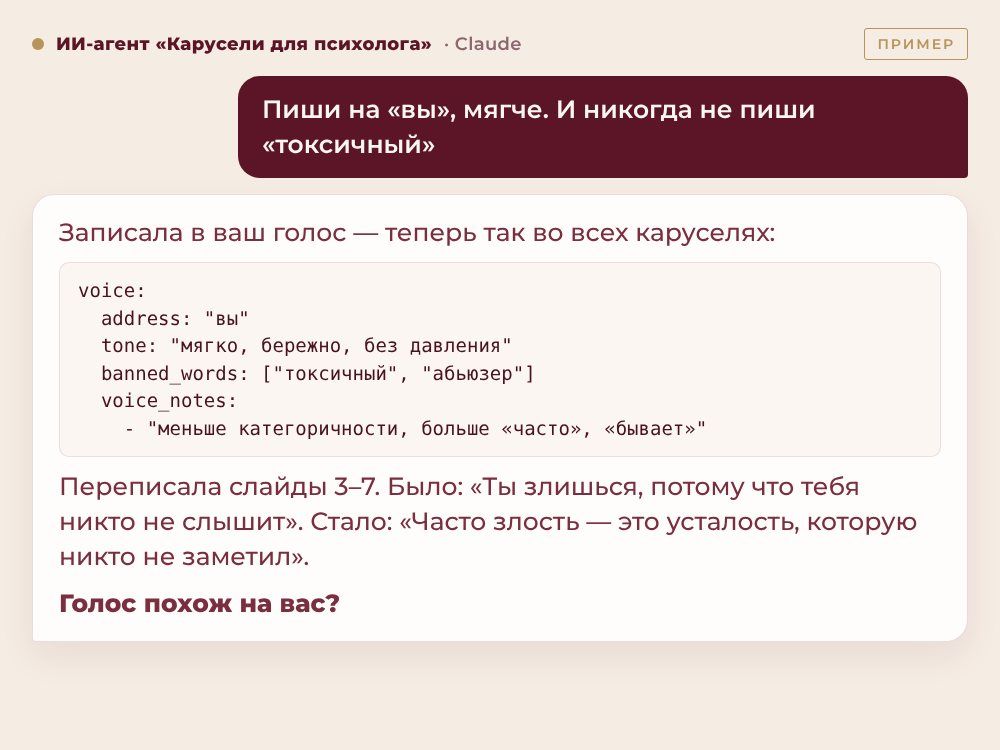 ИИ-агент «Карусели для психолога» · Claude
ПРИМЕР
Пиши на «вы», мягче. И никогда не пиши
«токсичный»
Записала в ваш голос — теперь так во всех каруселях:
voice:
  address: "вы"
  tone: "мягко, бережно, без давления"
  banned_words: ["токсичный", "абьюзер"]
  voice_notes:
    - "меньше категоричности, больше «часто», «бывает»"
Переписала слайды 3–7. Было: «Ты злишься, потому что тебя
никто не слышит». Стало: «Часто злость — это усталость, которую
никто не заметил».
Голос похож на вас?